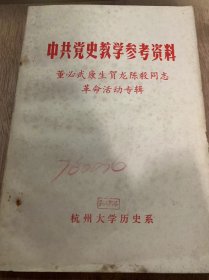 中共党史教学参考资料
董必武康生贺龙陈毅同志
革命活动专辑
杭州大学历史系